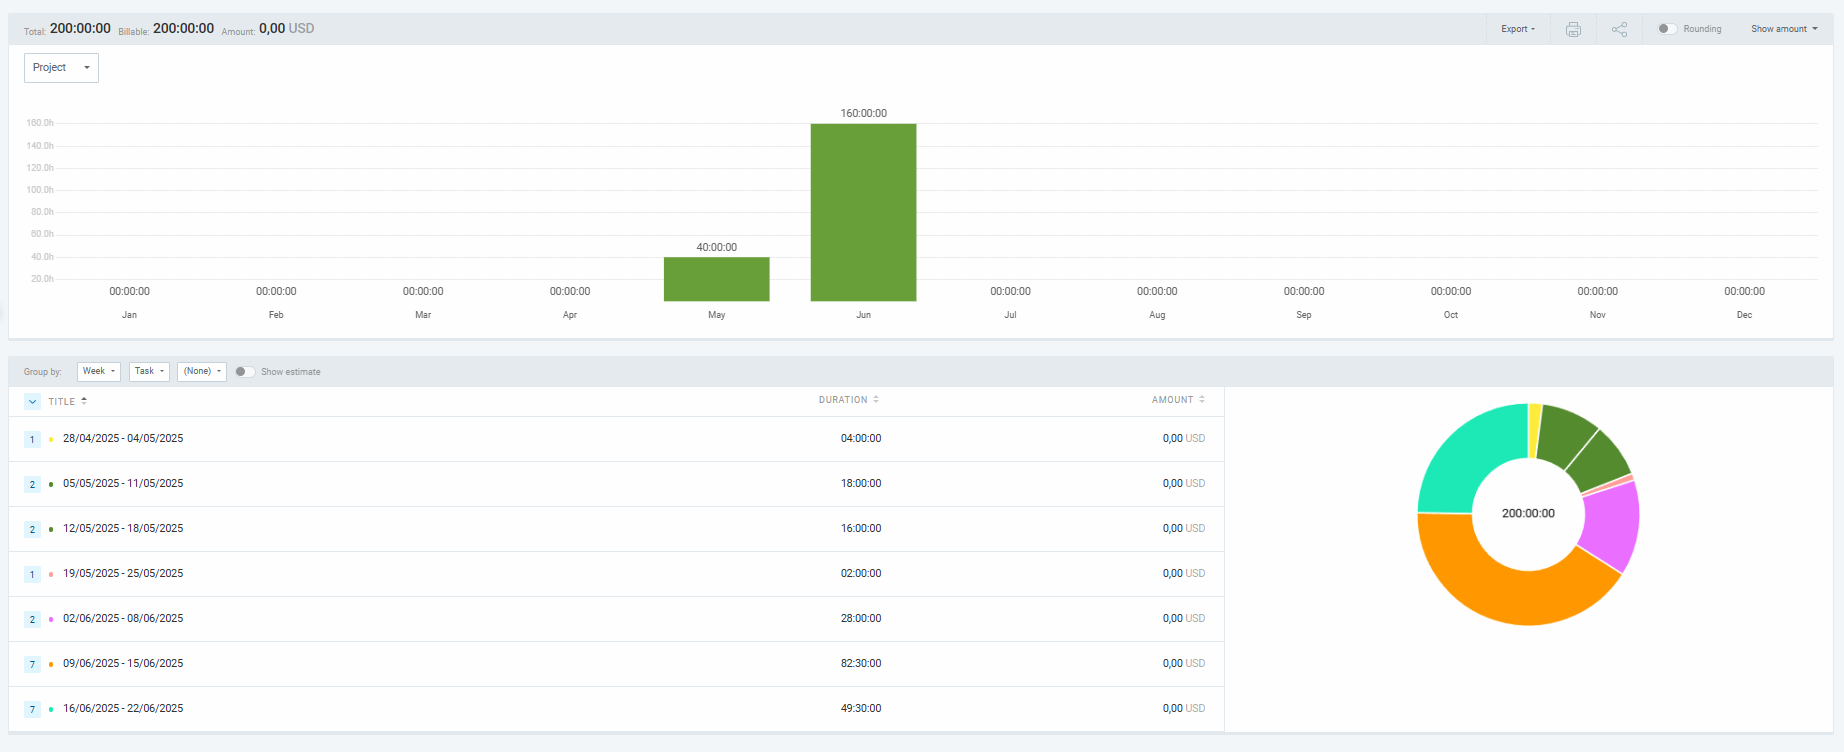 Total: 200:00:00 Billable: 200:00:00 Amount: 0,00 USD Export Rounding Show amount
Project
160:00:00
160.0h
140.0h
120.0h
100.0h
80.0h
60.0h
40:00:00
40.0h
20.0h
00:00:00 00:00:00 00:00:00 00:00:00 00:00:00 00:00:00 00:00:00 00:00:00 00:00:00 00:00:00
Jan Feb Mar Apr May Jun Jul Aug Sep Oct Nov Dec
Group by: Week Task (None) Show estimate
TITLE DURATION AMOUNT
1 28/04/2025 - 04/05/2025 04:00:00 0,00 USD
2 05/05/2025 - 11/05/2025 18:00:00 0,00 USD
2 12/05/2025 - 18/05/2025 16:00:00 0,00 USD
1 19/05/2025 - 25/05/2025 02:00:00 0,00 USD
2 02/06/2025 - 08/06/2025 28:00:00 0,00 USD
7 09/06/2025 - 15/06/2025 82:30:00 0,00 USD
7 16/06/2025 - 22/06/2025 49:30:00 0,00 USD
200:00:00